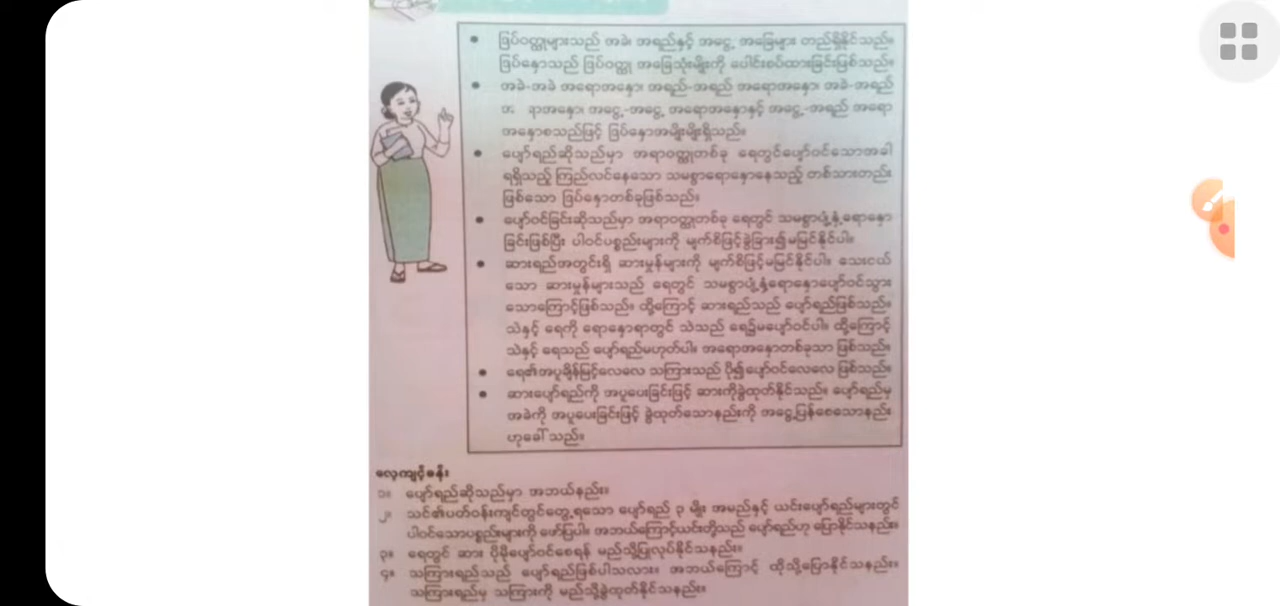 ဒြပ်ဝတ္ထုများသည် အခဲ၊ အရည်နှင့် အငွေ့ အခြေများ တည်ရှိနိုင်သည်။
ဒြပ်နှောသည် ဒြပ်ဝတ္ထု အခြေသုံးမျိုးကို ပေါင်းစပ်ထားခြင်းဖြစ်သည်။
အခဲ-အခဲ အရောအနှော၊ အရည်-အရည် အရောအနှော၊ အခဲ-အရည်
ရောအနှော၊ အငွေ့-အငွေ့ အရောအနှောနှင့် အငွေ့-အရည် အရော
အနှောစသည်ဖြင့် ဒြပ်နှောအမျိုးမျိုးရှိသည်။
ပျော်ရည်ဆိုသည်မှာ အရာဝတ္ထုတစ်ခု ရေတွင်ပျော်ဝင်သောအခါ
ရရှိသည့် ကြည်လင်နေသော သမစွာရောနှောနေသည့် တစ်သားတည်း
ဖြစ်သော ဒြပ်နှောတစ်ခုဖြစ်သည်။
ပျော်ဝင်ခြင်းဆိုသည်မှာ အရာဝတ္ထုတစ်ခု ရေတွင် သမစွာပျံ့နှံ့ရောနှော
ခြင်းဖြစ်ပြီး ပါဝင်ပစ္စည်းများကို မျက်စိဖြင့်ခွဲခြား၍မမြင်နိုင်ပါ။
ဆားရည်အတွင်းရှိ ဆားမှုန်များကို မျက်စိဖြင့်မမြင်နိုင်ပါ။ သေးငယ်
သော ဆားမှုန်များသည် ရေတွင် သမစွာပျံ့နှံ့ရောနှောပျော်ဝင်သွား
သောကြောင့်ဖြစ်သည်။ ထို့ကြောင့် ဆားရည်သည် ပျော်ရည်ဖြစ်သည်။
သဲနှင့် ရေကို ရောနှောရာတွင် သဲသည် ရေ၌မပျော်ဝင်ပါ။ ထို့ကြောင့်
သဲနှင့် ရေသည် ပျော်ရည်မဟုတ်ပါ။ အရောအနှောတစ်ခုသာ ဖြစ်သည်။
ရေ၏အပူချိန်မြင့်လေလေ သကြားသည် ပို၍ပျော်ဝင်လေလေ ဖြစ်သည်။
ဆားပျော်ရည်ကို အပူပေးခြင်းဖြင့် ဆားကိုခွဲထုတ်နိုင်သည်။ ပျော်ရည်မှ
အခဲကို အပူပေးခြင်းဖြင့် ခွဲထုတ်သောနည်းကို အငွေ့ပြန်စေသောနည်း
ဟုခေါ်သည်။
လေ့ကျင့်ခန်း
၁။ ပျော်ရည်ဆိုသည်မှာ အဘယ်နည်း။
၂။ သင်၏ပတ်ဝန်းကျင်တွင်တွေ့ရသော ပျော်ရည် ၃ မျိုး အမည်နှင့် ယင်းပျော်ရည်များတွင်
ပါဝင်သောပစ္စည်းများကို ဖော်ပြပါ။ အဘယ်ကြောင့်ယင်းတို့သည် ပျော်ရည်ဟု ပြောနိုင်သနည်း။
၃။ ရေတွင် ဆား ပိုမိုပျော်ဝင်စေရန် မည်သို့ပြုလုပ်နိုင်သနည်း။
၄။ သကြားရည်သည် ပျော်ရည်ဖြစ်ပါသလား။ အဘယ်ကြောင့် ထိုသို့ပြောနိုင်သနည်း။
သကြားရည်မှ သကြားကို မည်သို့ခွဲထုတ်နိုင်သနည်း။